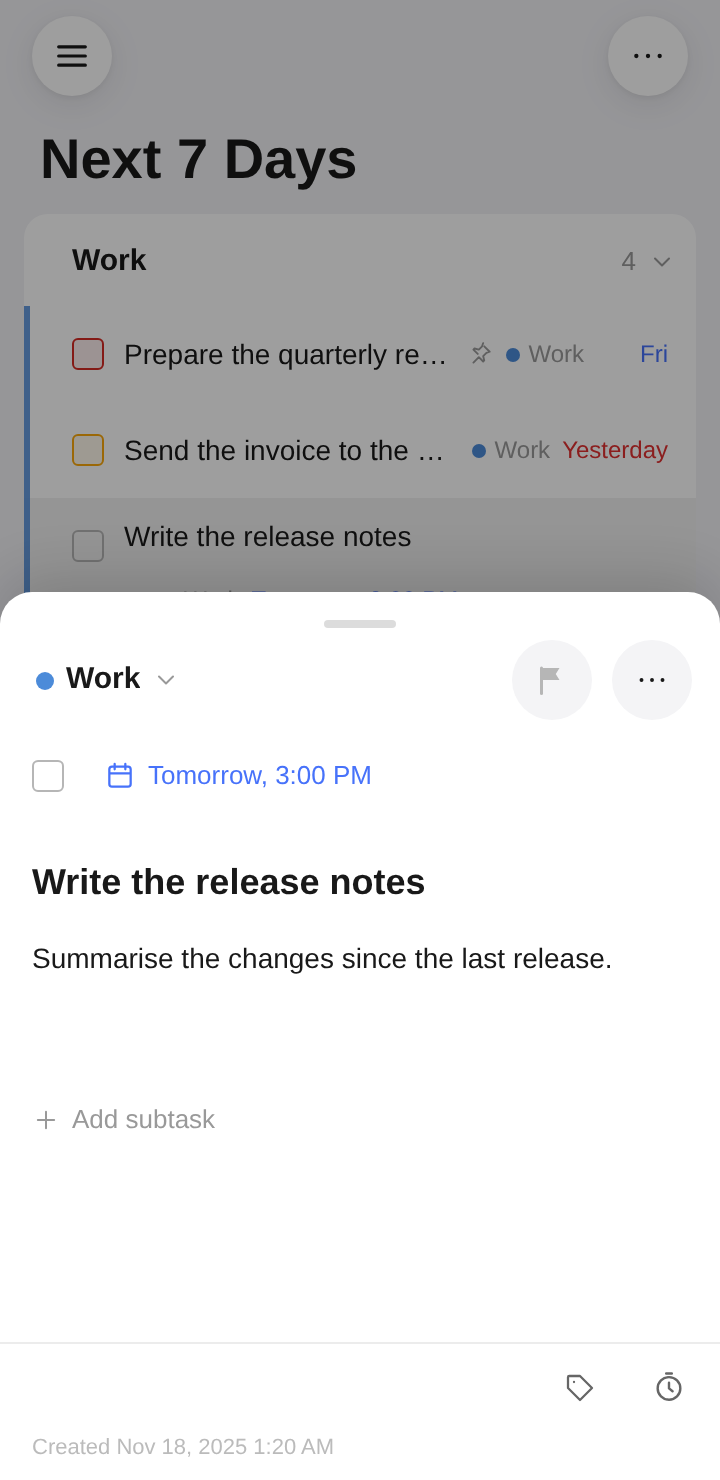 Next 7 Days
Work 4
Prepare the quarterly re… Work Fri
Send the invoice to the … Work Yesterday
Write the release notes
Work
Tomorrow, 3:00 PM
Write the release notes
Summarise the changes since the last release.
Add subtask
Created Nov 18, 2025 1:20 AM